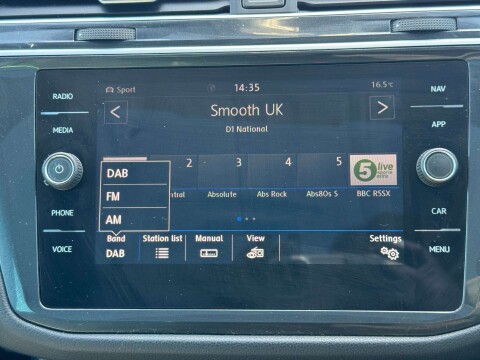 RADIO
Sport
14:35
16.5°C
NAV
<
Smooth UK
>
MEDIA
D1 National
APP
2
3
4
5
5 live
sports
extra
DAB
FM
AM
ntral
Absolute
Abs Rock
Abs80s S
BBC R5SX
PHONE
CAR
VOICE
Band
Station list
Manual
View
Settings
MENU
DAB